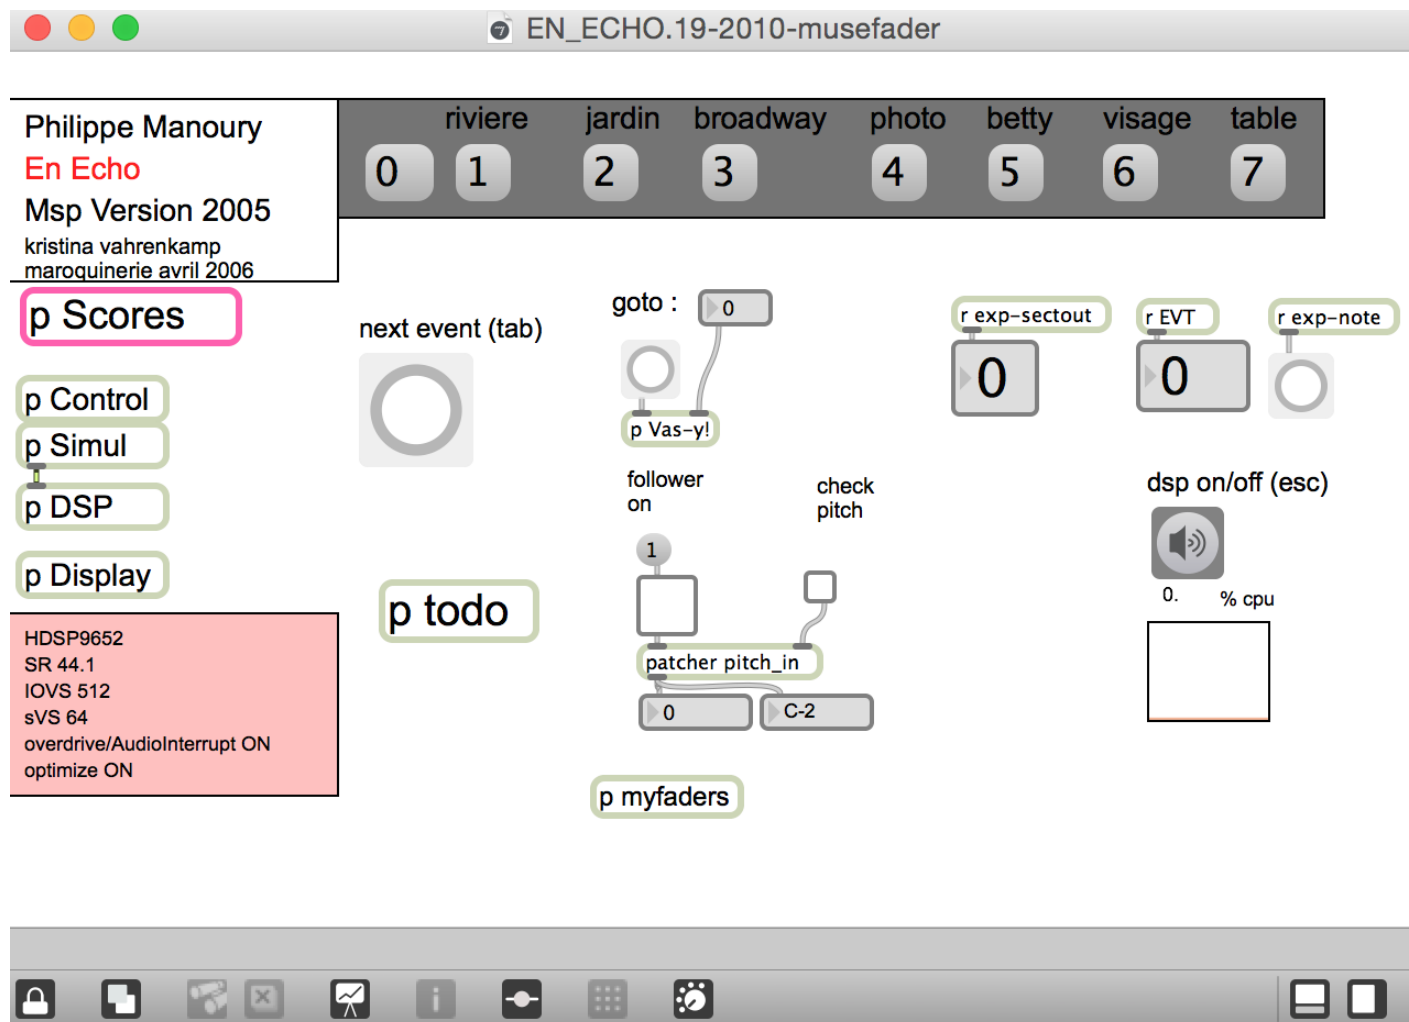 EN_ECHO.19-2010-musefader
Philippe Manoury
En Echo
Msp Version 2005
kristina vahrenkamp
maroquinerie avril 2006
riviere jardin broadway photo betty visage table
0 1 2 3 4 5 6 7
p Scores
p Control
p Simul
p DSP
p Display
HDSP9652
SR 44.1
IOVS 512
sVS 64
overdrive/AudioInterrupt ON
optimize ON
next event (tab)
p todo
goto :
0
p Vas-y!
follower
on
check
pitch
1
patcher pitch_in
0
C-2
p myfaders
r exp-sectout
0
r EVT
0
r exp-note
dsp on/off (esc)
0. % cpu